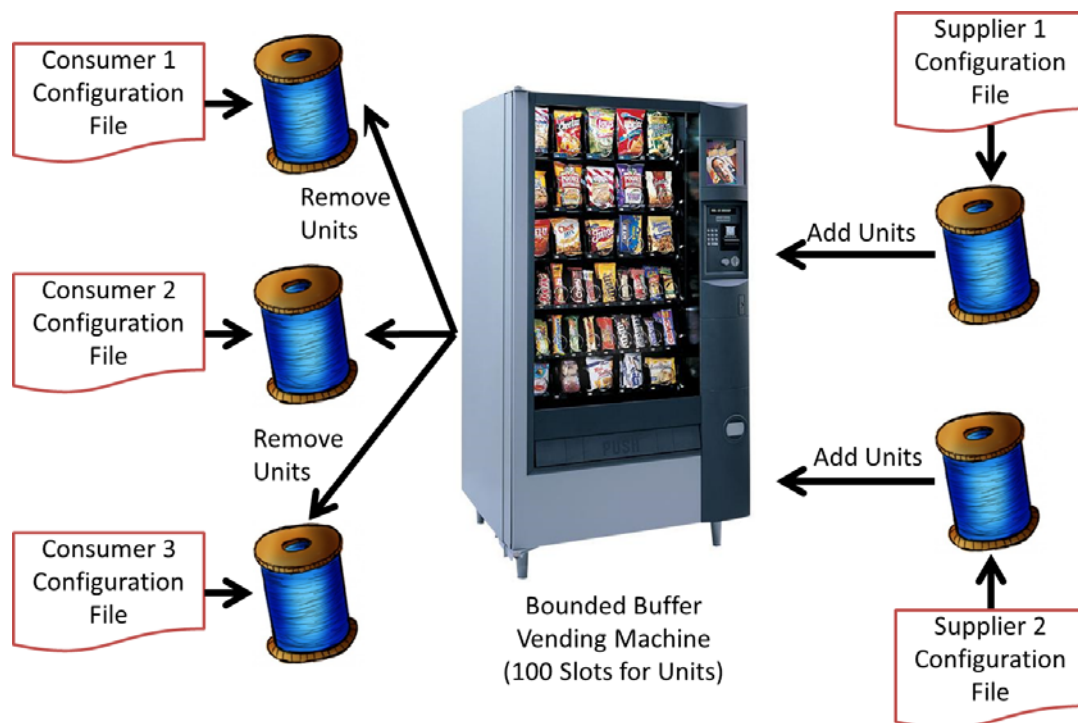 Consumer 1
Configuration
File
Remove
Units
Consumer 2
Configuration
File
Remove
Units
Consumer 3
Configuration
File
PUSH
Bounded Buffer
Vending Machine
(100 Slots for Units)
Supplier 1
Configuration
File
Add Units
Add Units
Supplier 2
Configuration
File